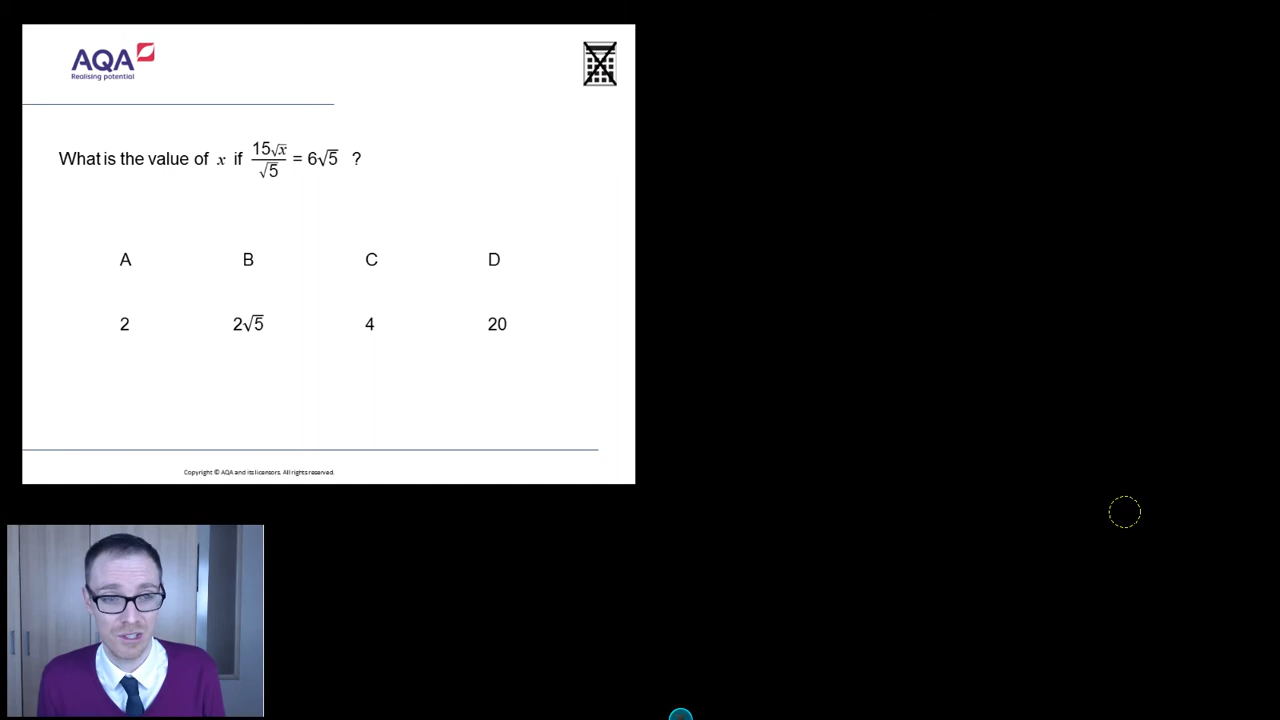 AQA
Realising potential
What is the value of x if 15√x/√5 = 6√5 ?
A B C D
2 2√5 4 20
Copyright © AQA and its licensors. All rights reserved.